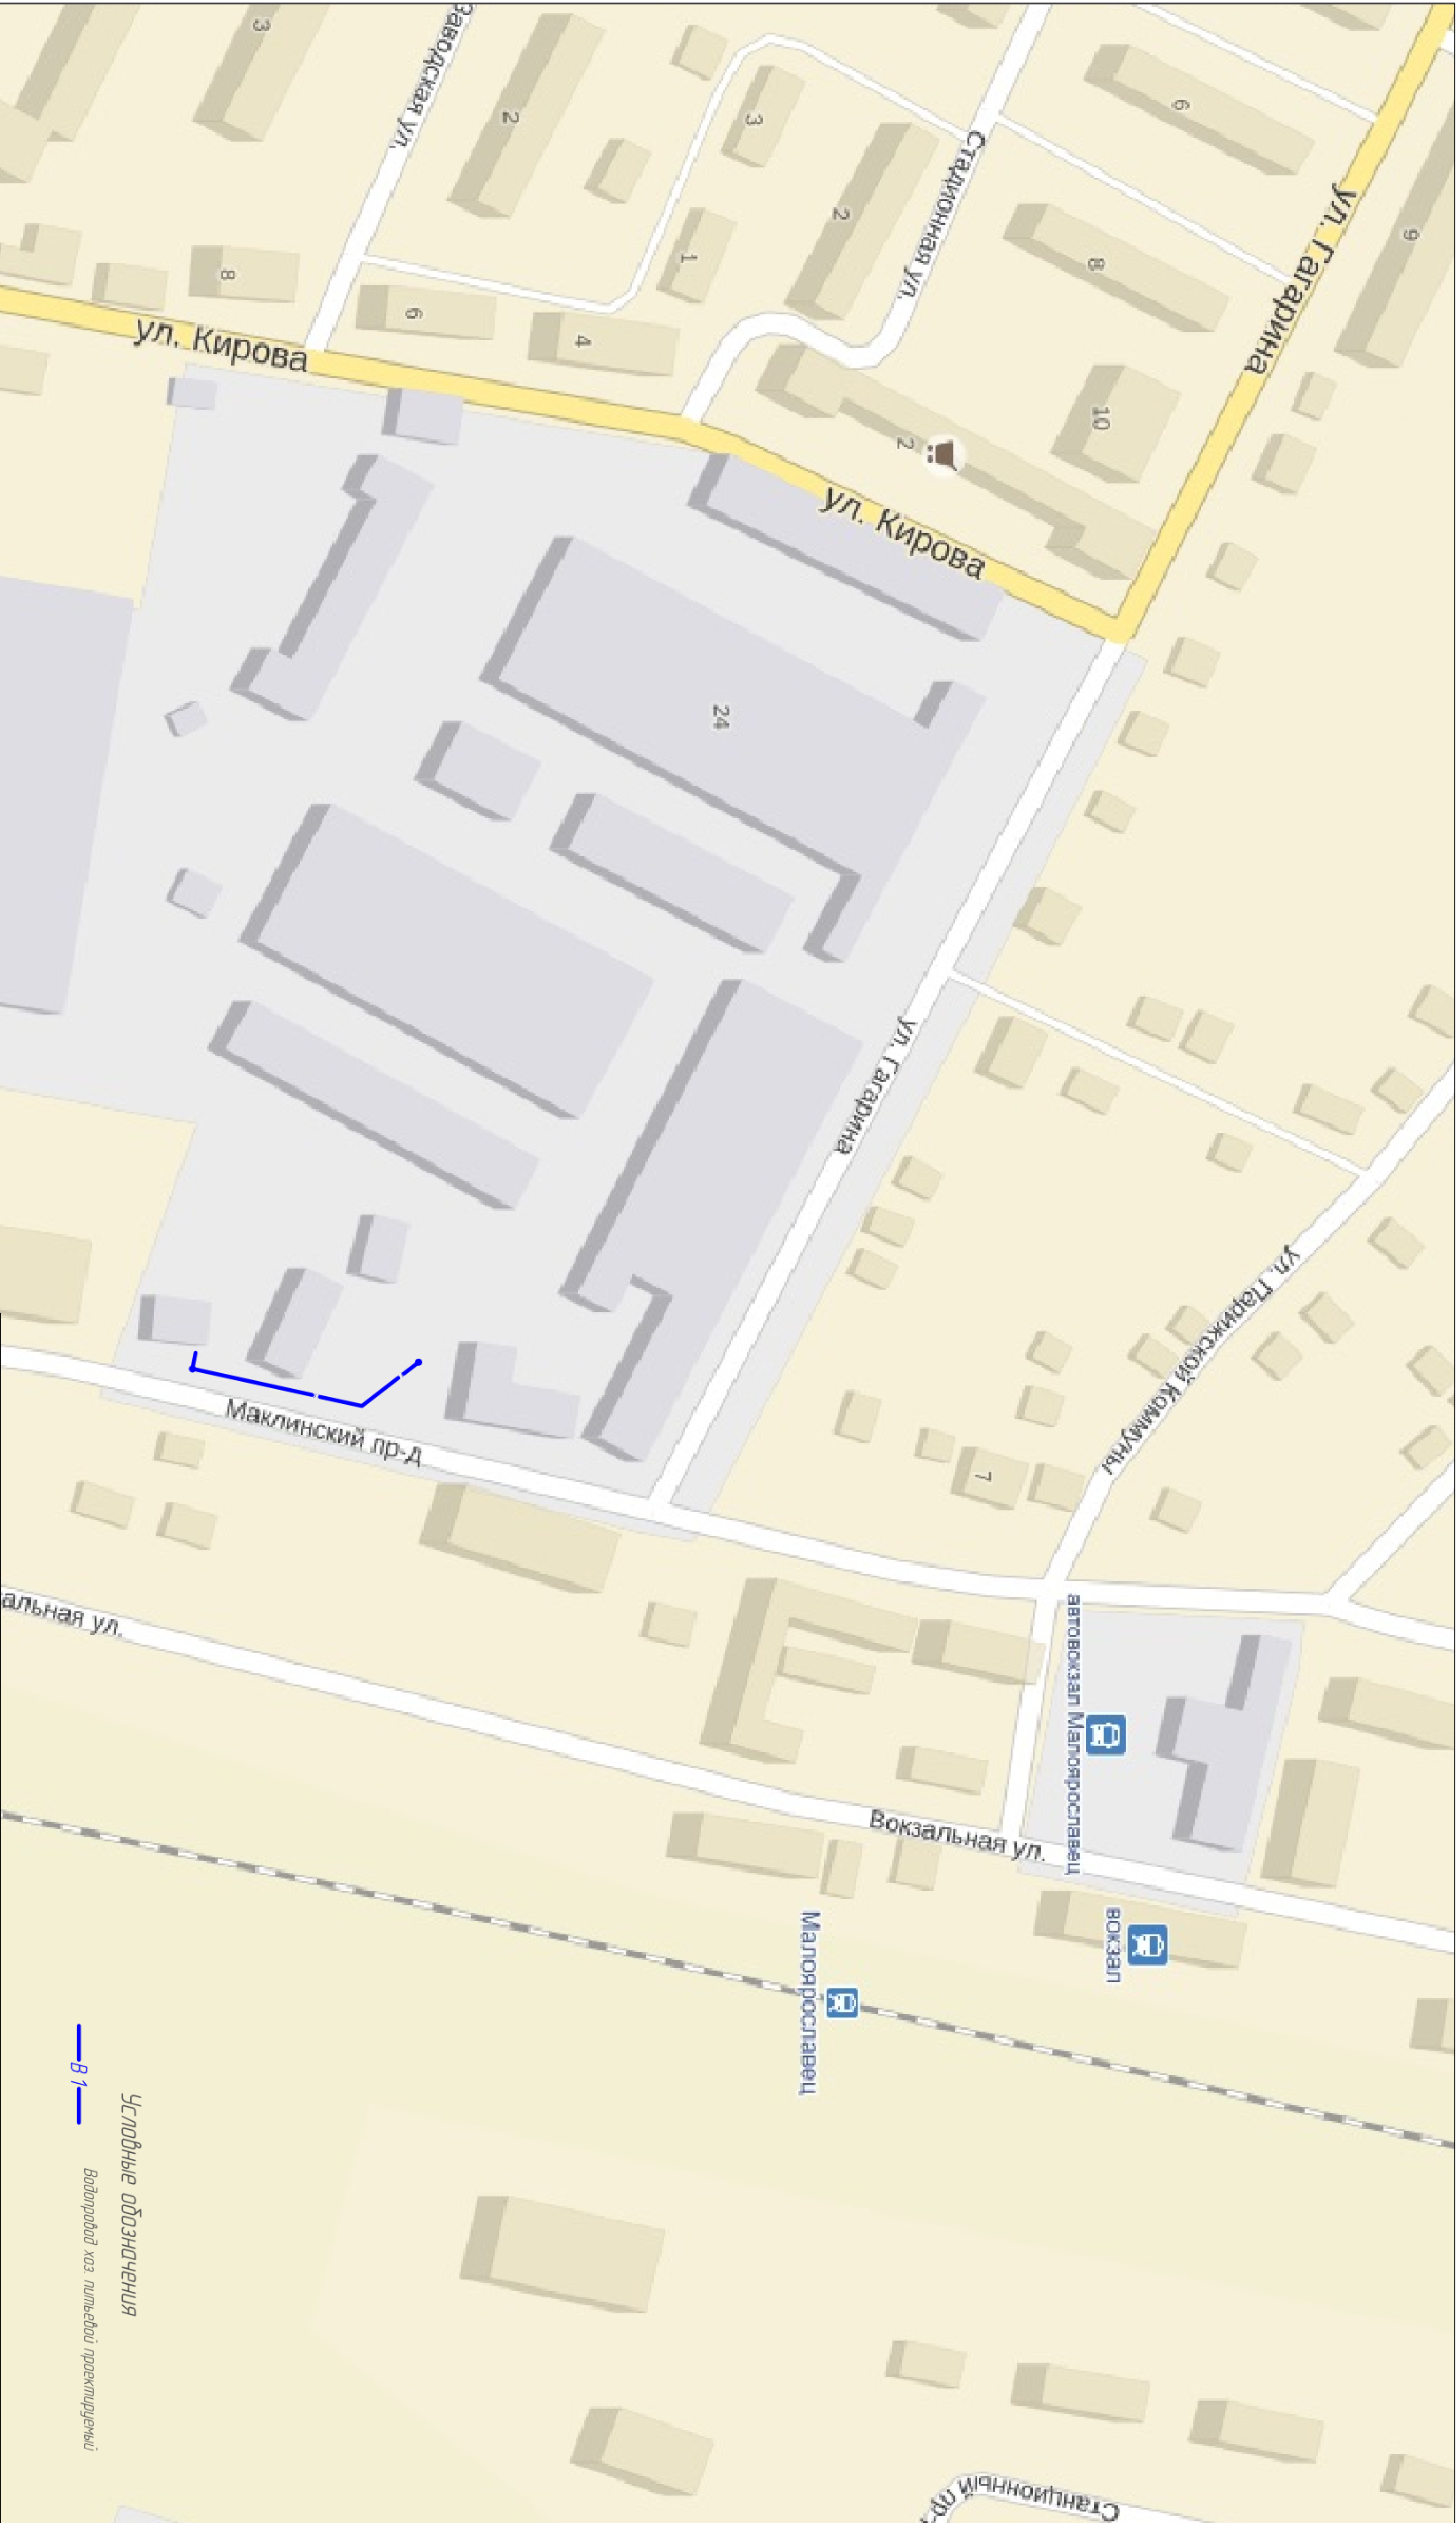 3
Заводская ул.
2
3
2
1
8
6
4
ул. Кирова
Стадионная ул.
6
8
10
2
9
ул. Гагарина
ул. Кирова
24
ул. Гагарина
ул. Парижской Коммуны
7
Маклинский пр-д
альная ул.
автовокзал Малоярославец
Вокзальная ул.
вокзал
Малоярославец
Станционный пр-
Условные обозначения
В1
Водопровод хоз. питьевой проектируемый